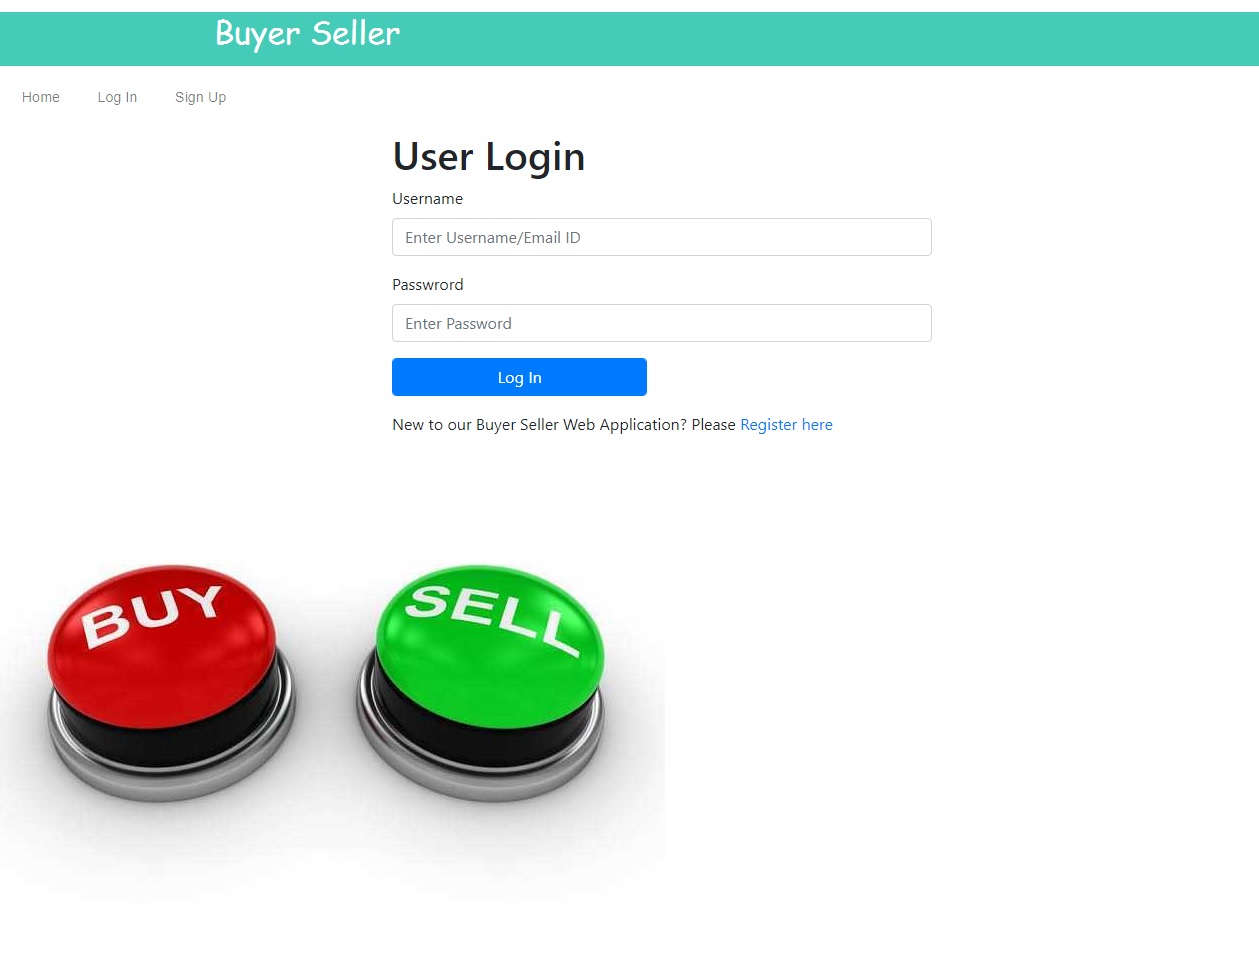 Buyer Seller
Home Log In Sign Up
User Login
Username
Enter Username/Email ID
Passwrord
Enter Password
Log In
New to our Buyer Seller Web Application? Please Register here
BUY SELL